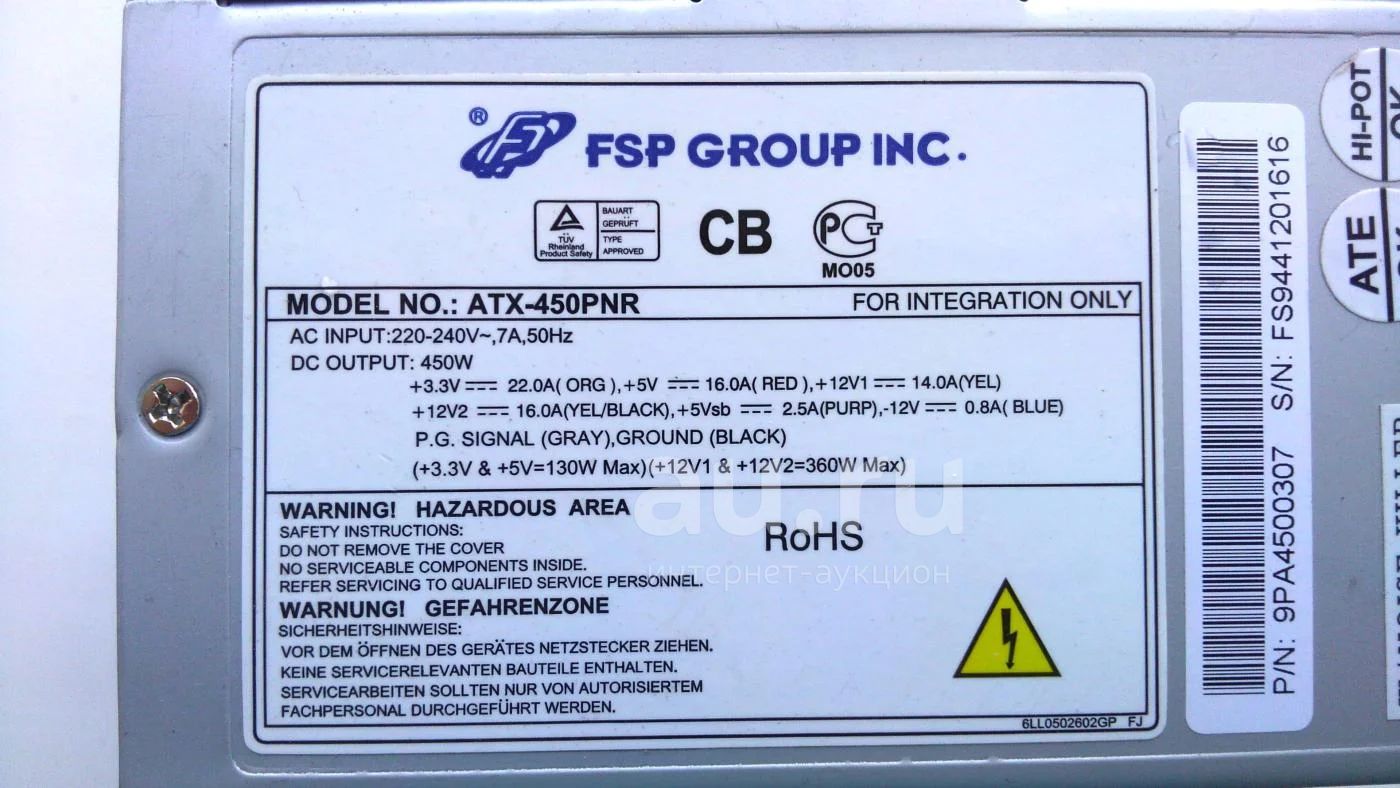 ® FSP GROUP INC.
TÜV Rheinland Product Safety
BAUART GEPRÜFT
TYPE APPROVED
CB
РСТ
MO05
MODEL NO.: ATX-450PNR FOR INTEGRATION ONLY
AC INPUT:220-240V~,7A,50Hz
DC OUTPUT: 450W
+3.3V ⎓ 22.0A( ORG ),+5V ⎓ 16.0A( RED ),+12V1 ⎓ 14.0A(YEL)
+12V2 ⎓ 16.0A(YEL/BLACK),+5Vsb ⎓ 2.5A(PURP),-12V ⎓ 0.8A( BLUE)
P.G. SIGNAL (GRAY),GROUND (BLACK)
(+3.3V & +5V=130W Max)(+12V1 & +12V2=360W Max)
WARNING! HAZARDOUS AREA
SAFETY INSTRUCTIONS:
DO NOT REMOVE THE COVER
NO SERVICEABLE COMPONENTS INSIDE.
REFER SERVICING TO QUALIFIED SERVICE PERSONNEL.
WARNUNG! GEFAHRENZONE
SICHERHEITSHINWEISE:
VOR DEM ÖFFNEN DES GERÄTES NETZSTECKER ZIEHEN.
KEINE SERVICERELEVANTEN BAUTEILE ENTHALTEN.
SERVICEARBEITEN SOLLTEN NUR VON AUTORISIERTEM
FACHPERSONAL DURCHGEFÜHRT WERDEN.
RoHS
6LL0502602GP FJ
au.ru
интернет-аукцион
P/N: 9PA4500307 S/N: FS9441201616
HI-POT OK
ATE